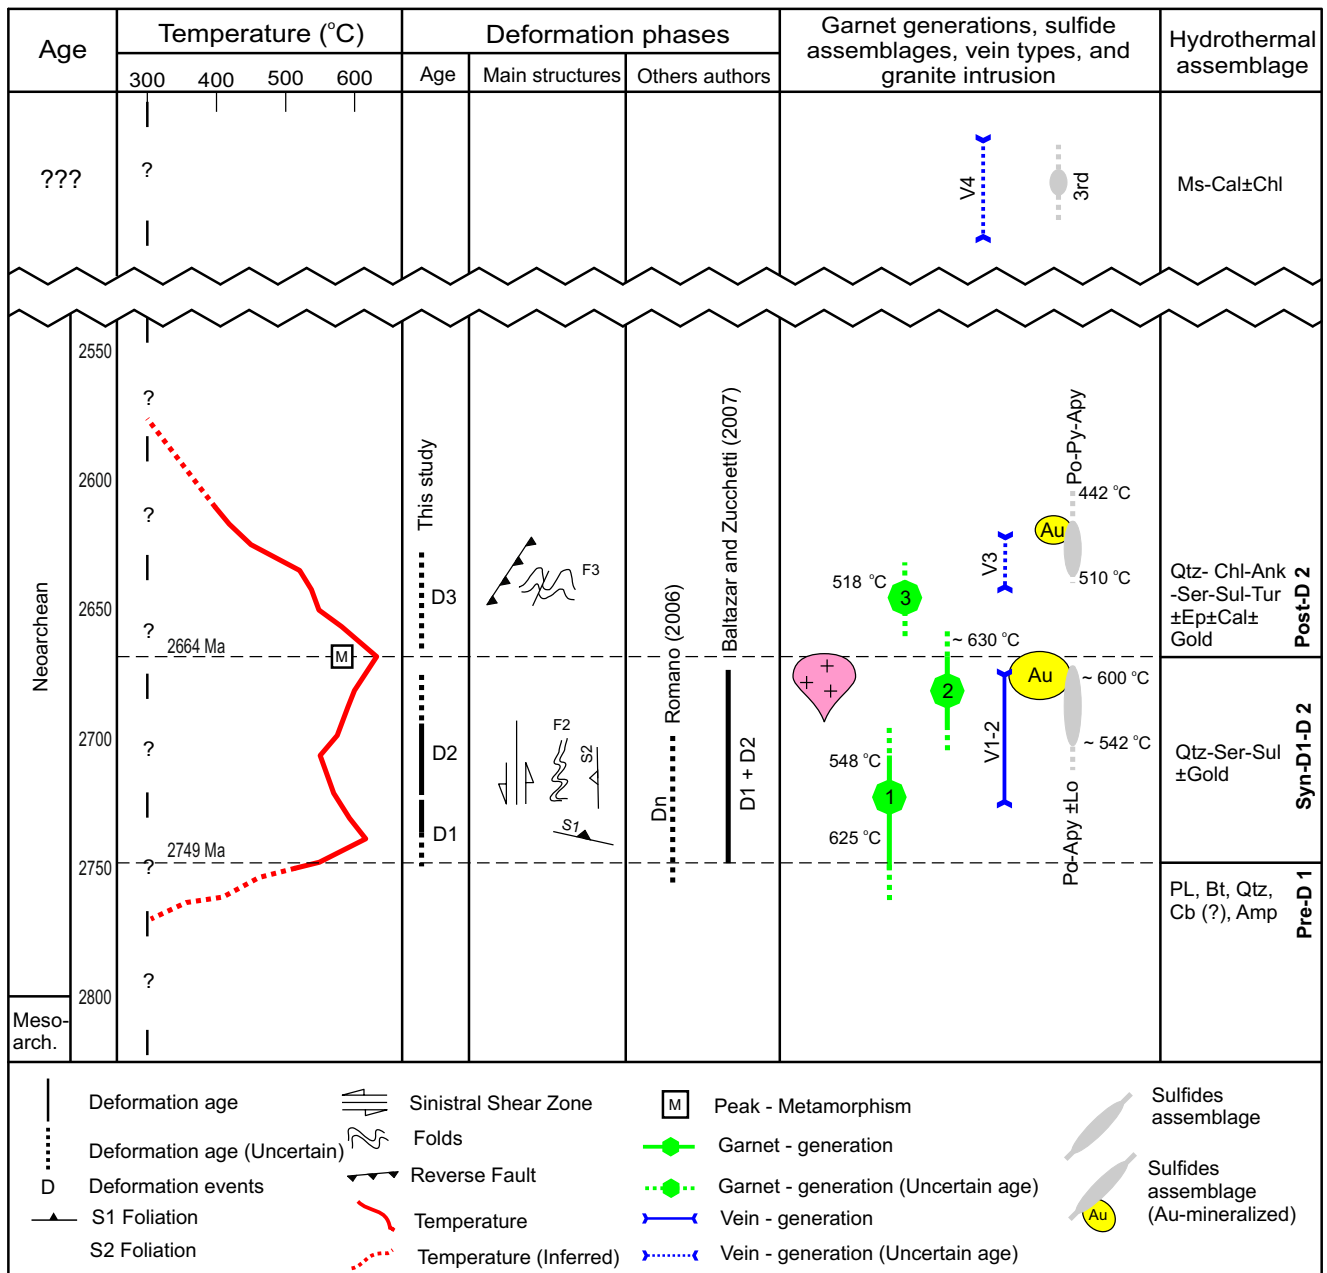 Age
Temperature (°C)
Deformation phases
Garnet generations, sulfide
assemblages, vein types, and
granite intrusion
Hydrothermal
assemblage
300
400
500
600
Age
Main structures
Others authors
???
?
V4
3rd
Ms-Cal±Chl
Neoarchean
Meso-
arch.
2550
2600
2650
2700
2750
2800
?
?
?
?
?
?
2664 Ma
2749 Ma
M
This study
D3
D2
D1
F3
F2
S2
S1
Romano (2006)
Dn
Baltazar and Zucchetti (2007)
D1 + D2
518 °C
3
~ 630 °C
2
548 °C
1
625 °C
V3
V1-2
Po-Py-Apy
442 °C
Au
510 °C
Au
~ 600 °C
~ 542 °C
Po-Apy ±Lo
Qtz- Chl-Ank
-Ser-Sul-Tur
±Ep±Cal±
Gold
Post-D 2
Qtz-Ser-Sul
±Gold
Syn-D1-D 2
PL, Bt, Qtz,
Cb (?), Amp
Pre-D 1
Deformation age
Deformation age (Uncertain)
D
Deformation events
S1 Foliation
S2 Foliation
Sinistral Shear Zone
Folds
Reverse Fault
Temperature
Temperature (Inferred)
M
Peak - Metamorphism
Garnet - generation
Garnet - generation (Uncertain age)
Vein - generation
Vein - generation (Uncertain age)
Sulfides
assemblage
Sulfides
assemblage
(Au-mineralized)
Au